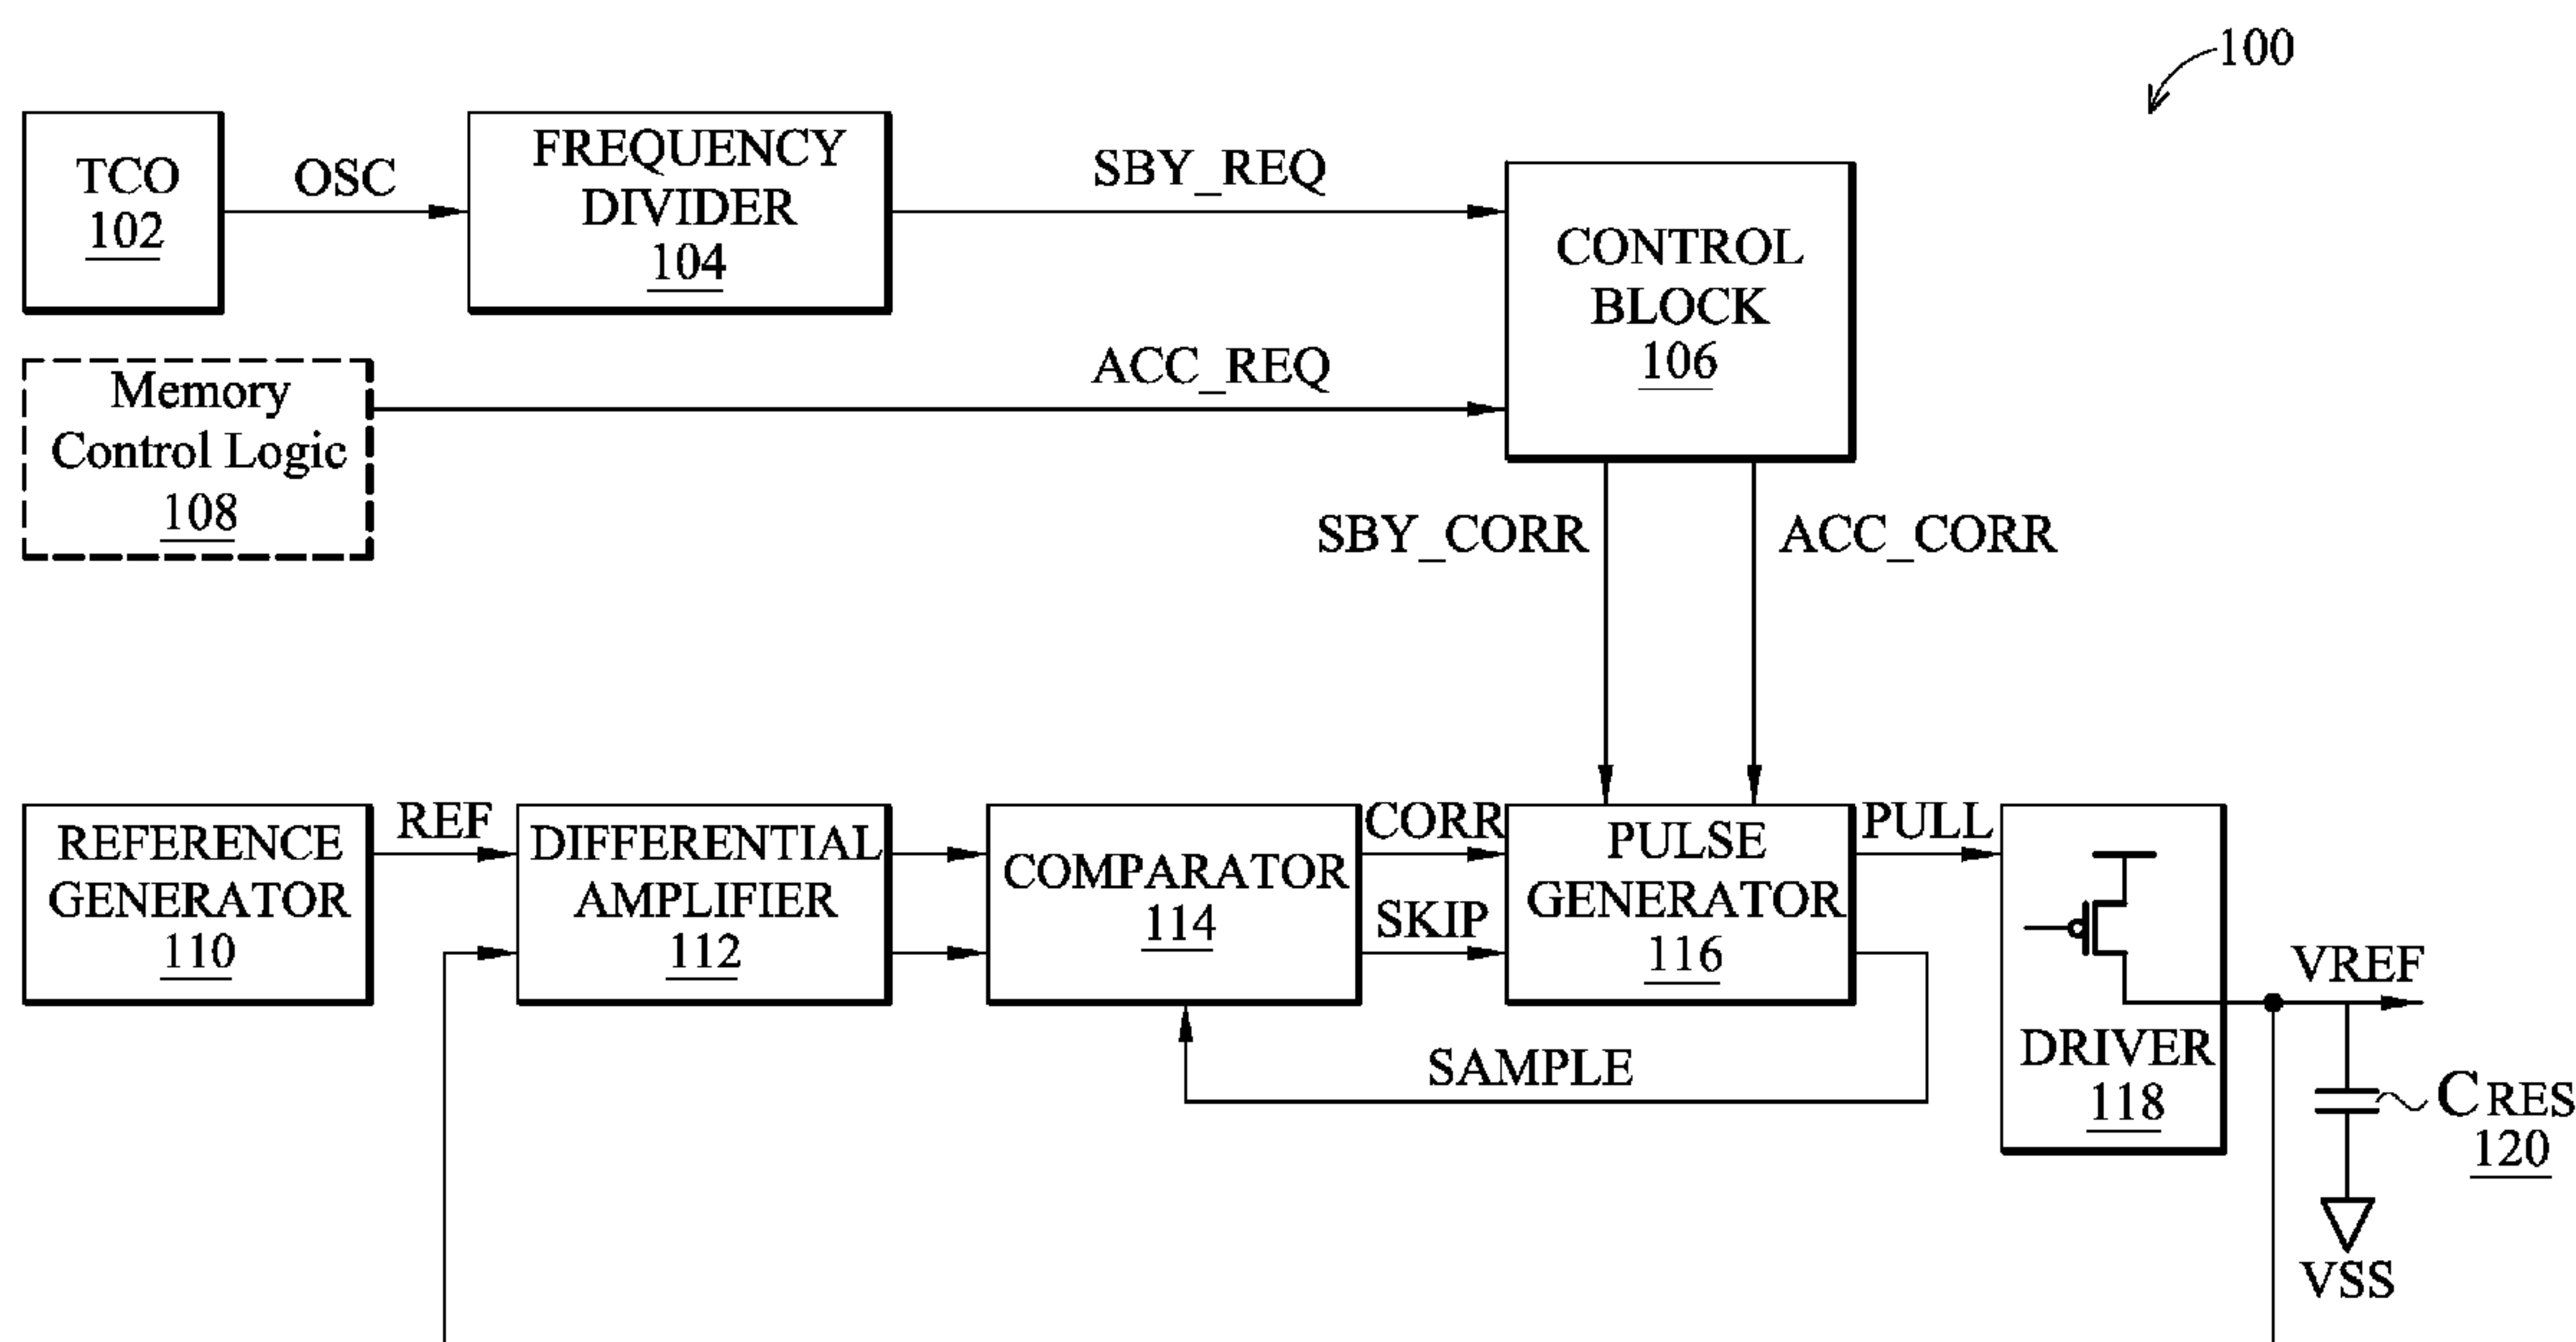 100
TCO
102
OSC
FREQUENCY
DIVIDER
104
SBY_REQ
CONTROL
BLOCK
106
Memory
Control Logic
108
ACC_REQ
SBY_CORR
ACC_CORR
REFERENCE
GENERATOR
110
REF
DIFFERENTIAL
AMPLIFIER
112
COMPARATOR
114
CORR
SKIP
PULSE
GENERATOR
116
PULL
SAMPLE
DRIVER
118
VREF
CRES
120
VSS